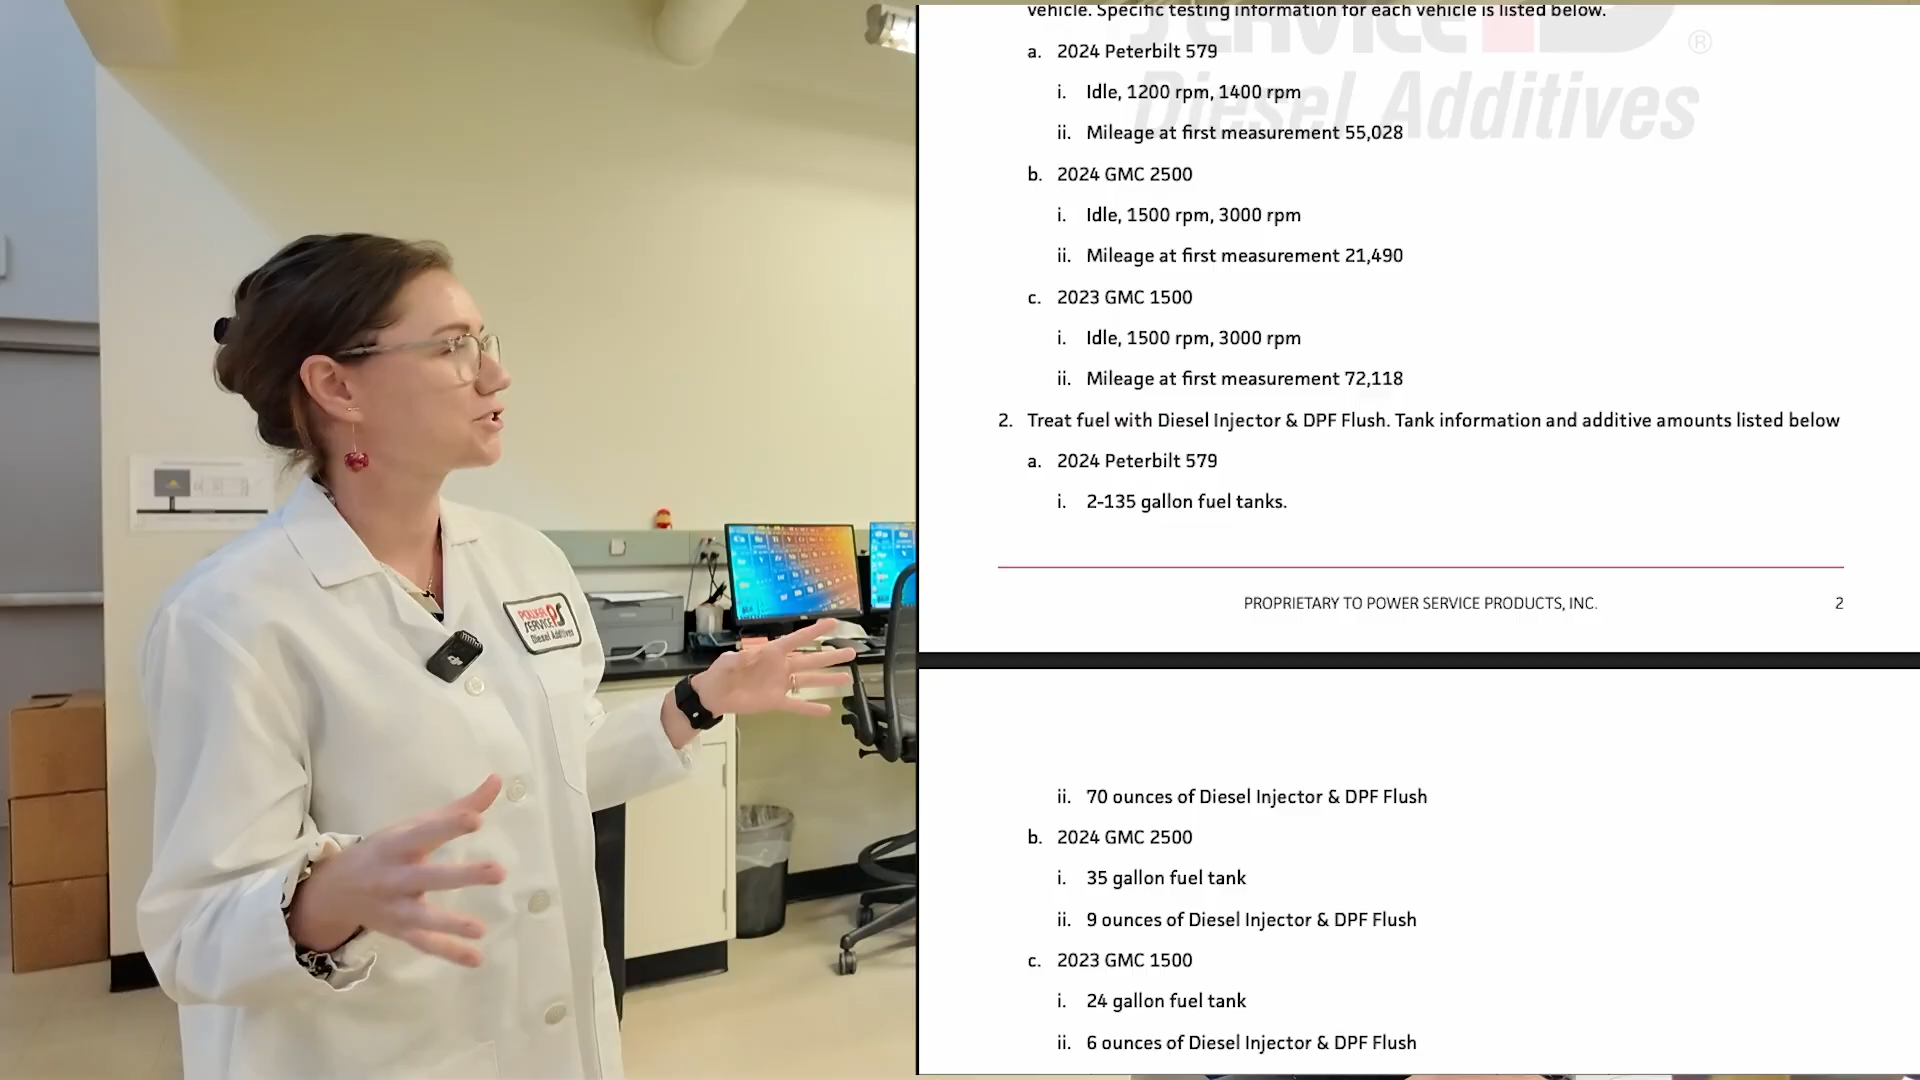 POWER
SERVICE
Diesel Additives
vehicle. Specific testing information for each vehicle is listed below.
SERVICE
®
Diesel Additives
a. 2024 Peterbilt 579
i. Idle, 1200 rpm, 1400 rpm
ii. Mileage at first measurement 55,028
b. 2024 GMC 2500
i. Idle, 1500 rpm, 3000 rpm
ii. Mileage at first measurement 21,490
c. 2023 GMC 1500
i. Idle, 1500 rpm, 3000 rpm
ii. Mileage at first measurement 72,118
2. Treat fuel with Diesel Injector & DPF Flush. Tank information and additive amounts listed below
a. 2024 Peterbilt 579
i. 2-135 gallon fuel tanks.
PROPRIETARY TO POWER SERVICE PRODUCTS, INC. 2
ii. 70 ounces of Diesel Injector & DPF Flush
b. 2024 GMC 2500
i. 35 gallon fuel tank
ii. 9 ounces of Diesel Injector & DPF Flush
c. 2023 GMC 1500
i. 24 gallon fuel tank
ii. 6 ounces of Diesel Injector & DPF Flush